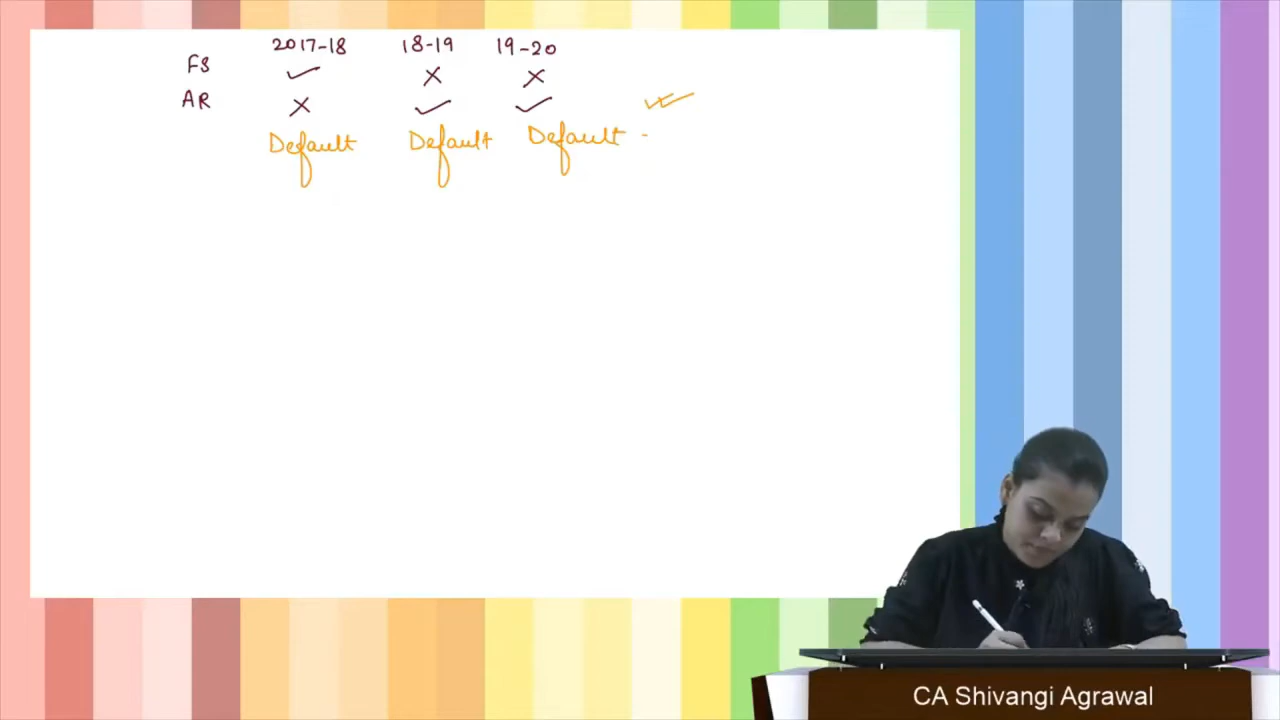 2017-18 18-19 19-20
FS ✓ X X
AR X ✓ ✓
Default Default Default -
CA Shivangi Agrawal